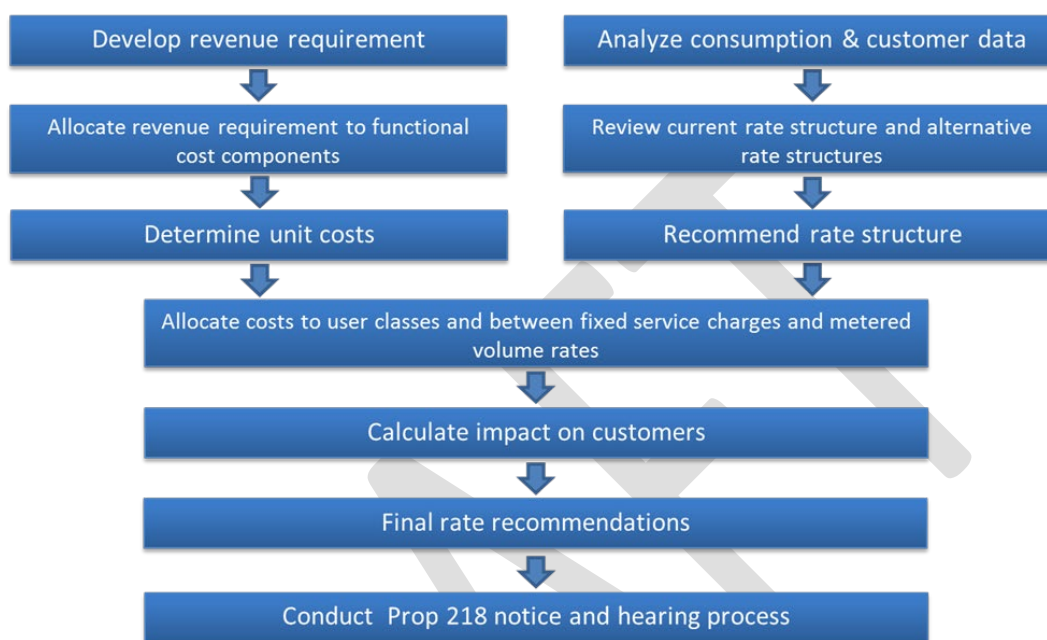 Develop revenue requirement
Analyze consumption & customer data
Allocate revenue requirement to functional
cost components
Review current rate structure and alternative
rate structures
Determine unit costs
Recommend rate structure
Allocate costs to user classes and between fixed service charges and metered
volume rates
Calculate impact on customers
Final rate recommendations
Conduct Prop 218 notice and hearing process